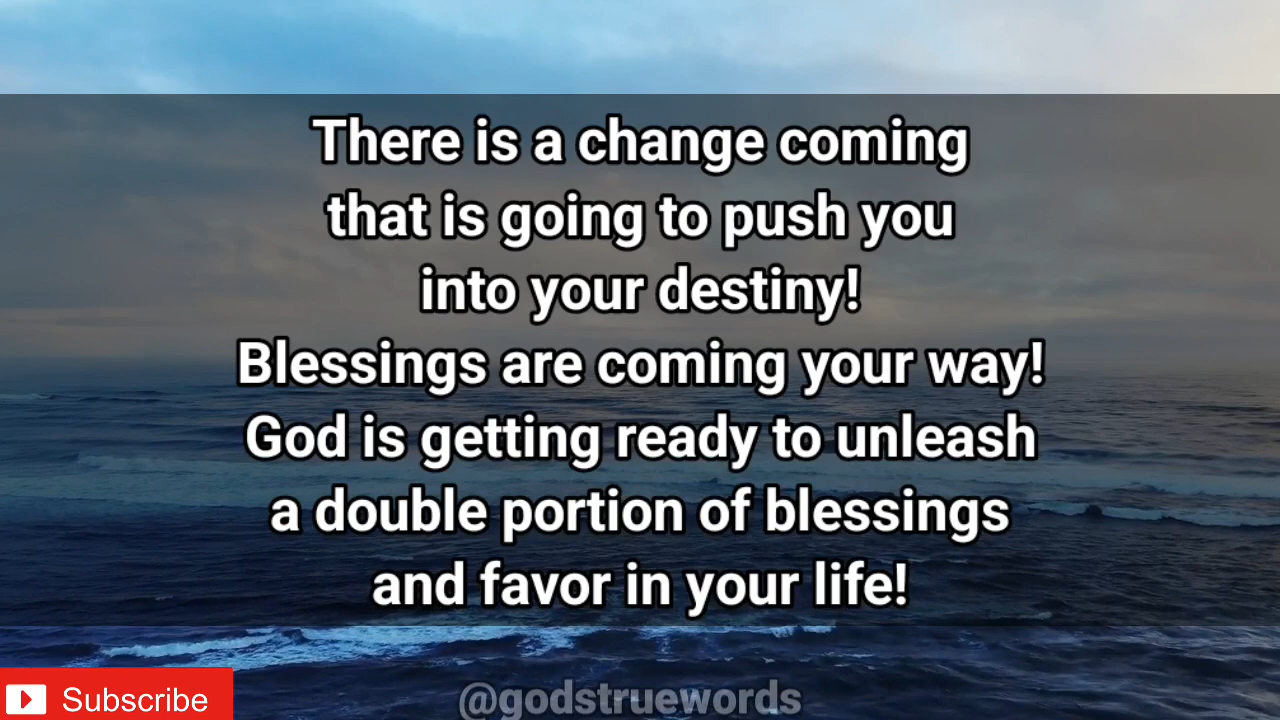 There is a change coming
that is going to push you
into your destiny!
Blessings are coming your way!
God is getting ready to unleash
a double portion of blessings
and favor in your life!
Subscribe
@godstruewords